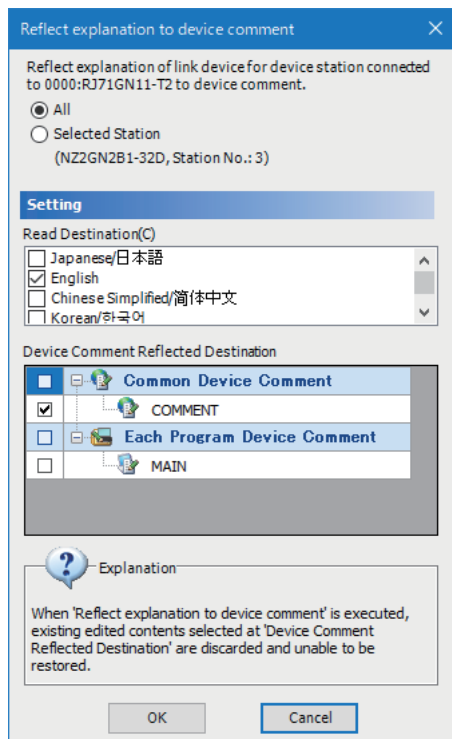 Reflect explanation to device comment
Reflect explanation of link device for device station connected
to 0000:RJ71GN11-T2 to device comment.
All
Selected Station
(NZ2GN2B1-32D, Station No.: 3)
Setting
Read Destination(C)
Japanese/日本語
English
Chinese Simplified/简体中文
Korean/한국어
Device Comment Reflected Destination
Common Device Comment
COMMENT
Each Program Device Comment
MAIN
Explanation
When 'Reflect explanation to device comment' is executed,
existing edited contents selected at 'Device Comment
Reflected Destination' are discarded and unable to be
restored.
OK
Cancel